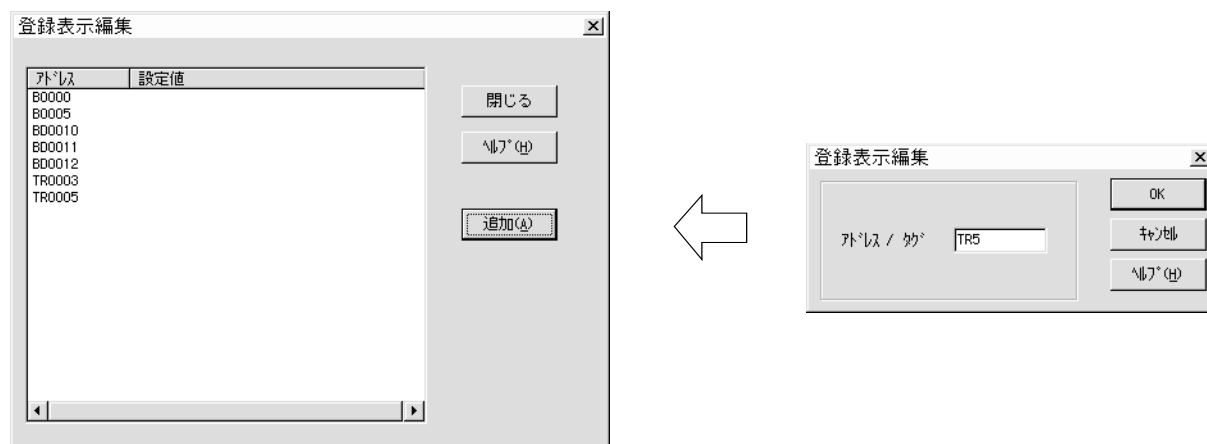 登録表示編集
ｱﾄﾞﾚｽ 設定値
B0000
B0005
BD0010
BD0011
BD0012
TR0003
TR0005
閉じる
ﾍﾙﾌﾟ(H)
追加(A)
登録表示編集
ｱﾄﾞﾚｽ / ﾀｸﾞ TR5
OK
ｷｬﾝｾﾙ
ﾍﾙﾌﾟ(H)